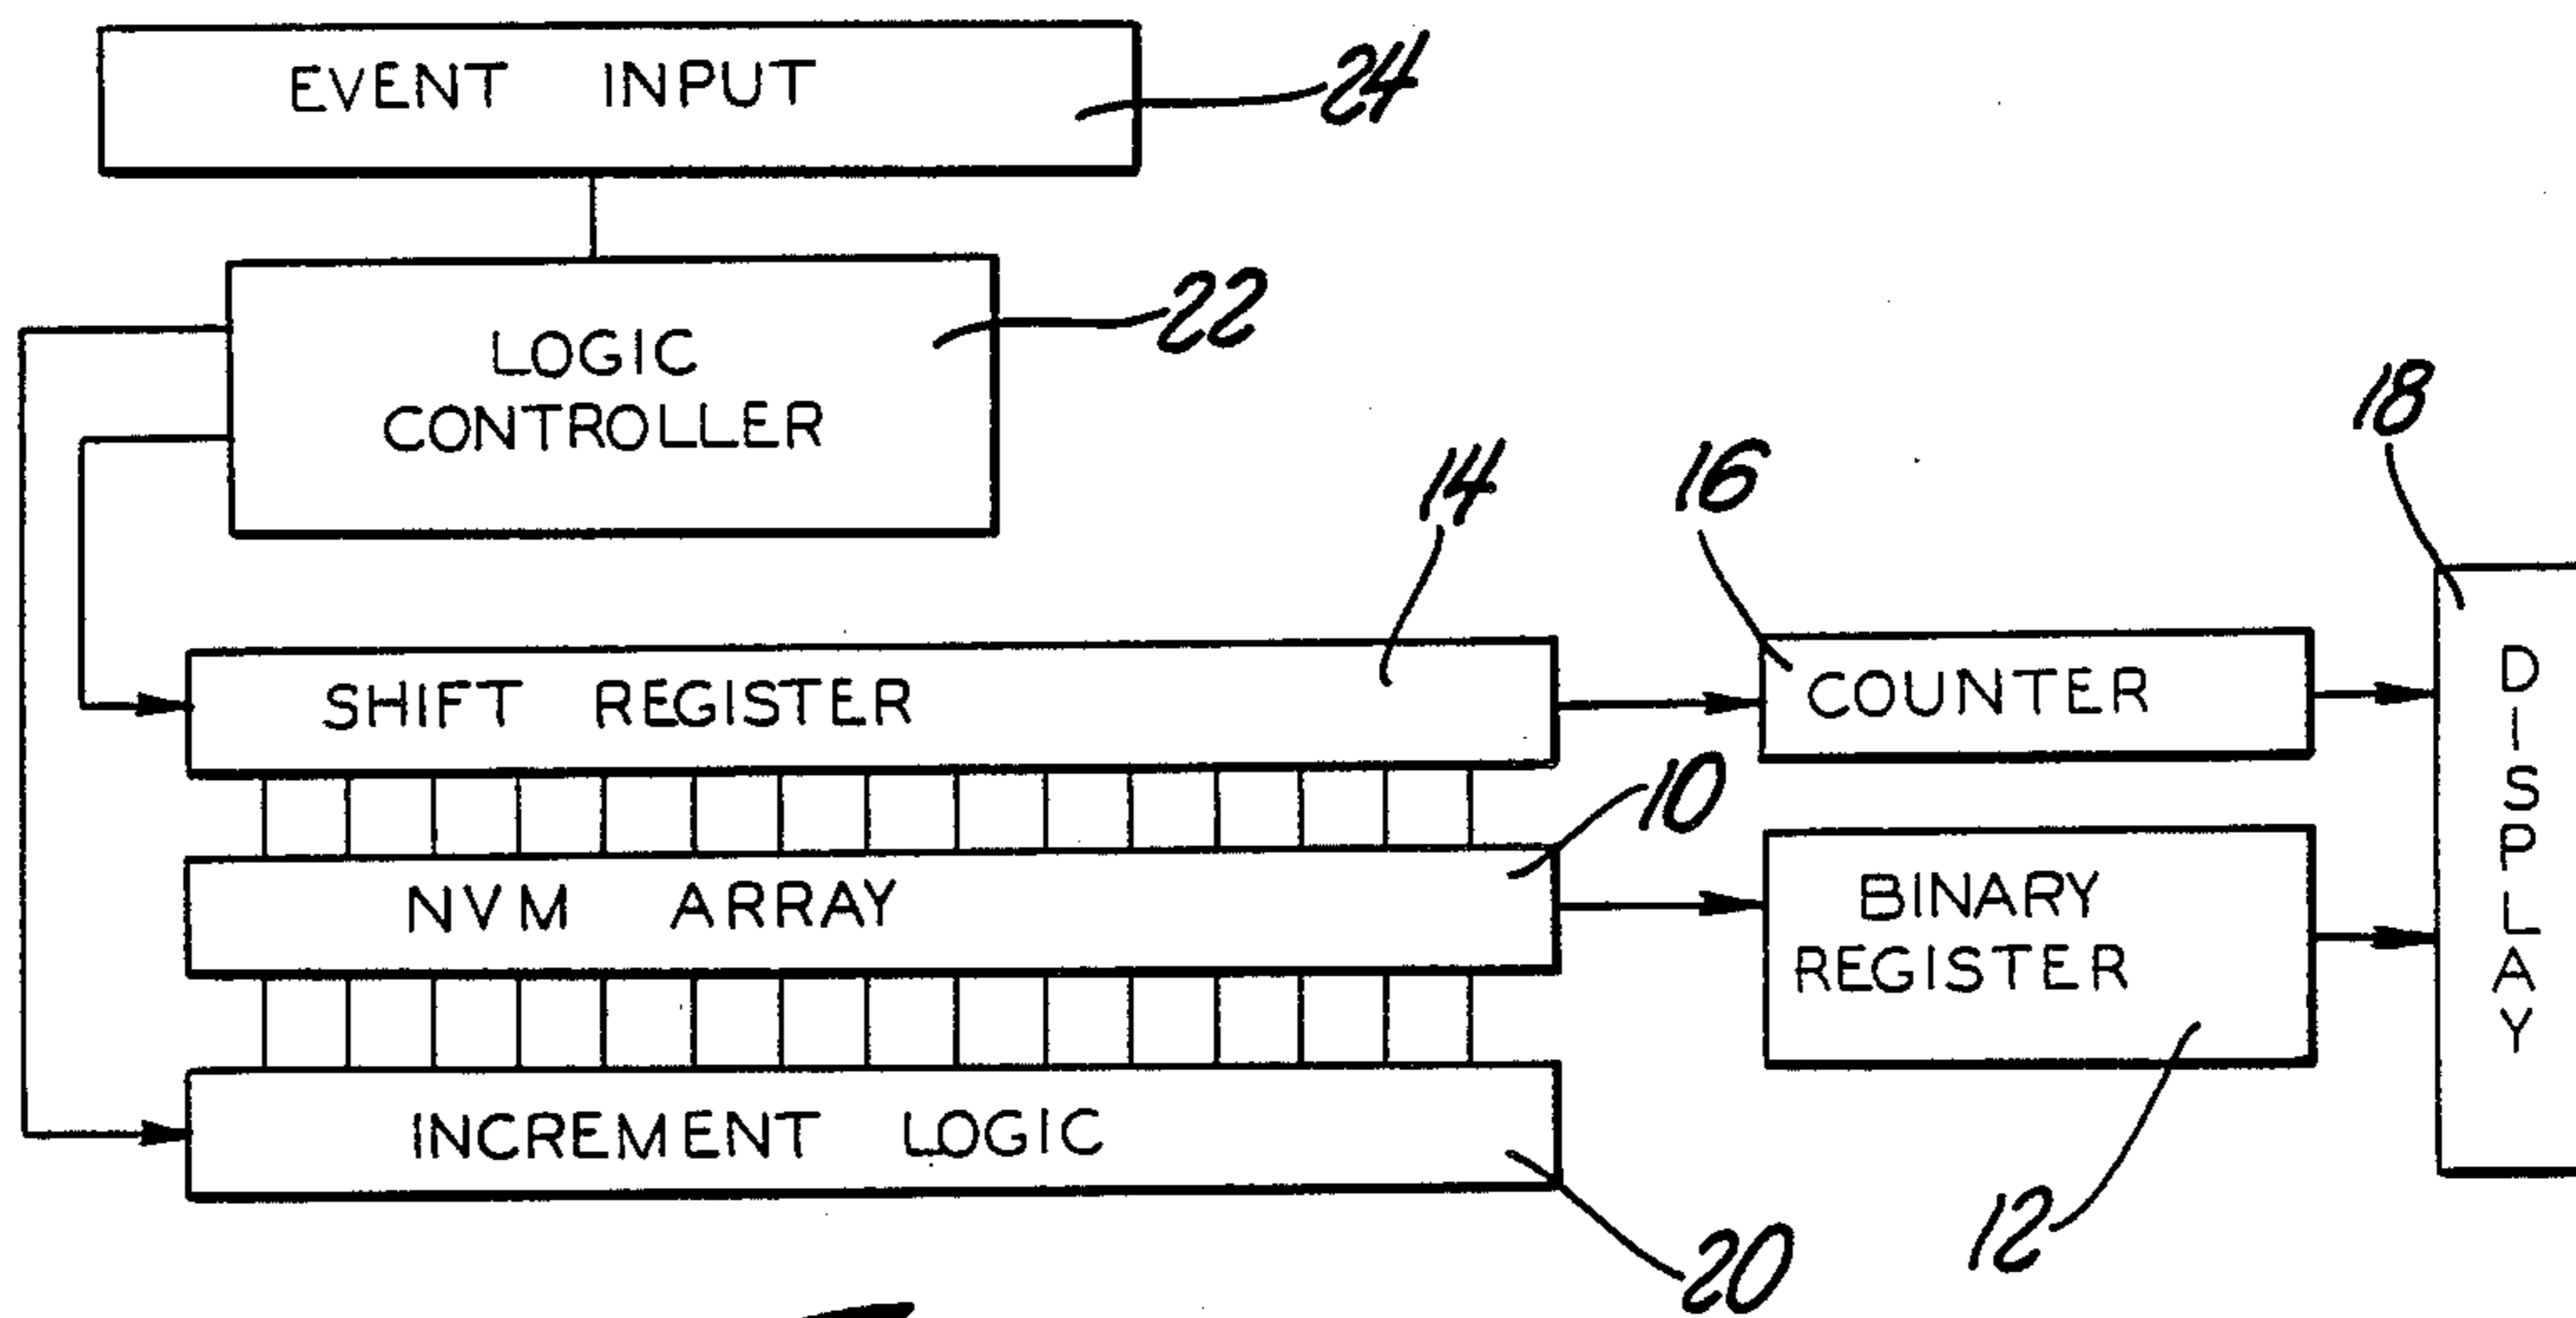 EVENT INPUT
24
LOGIC
CONTROLLER
22
14
16
18
SHIFT REGISTER
COUNTER
DISPLAY
10
NVM ARRAY
BINARY
REGISTER
INCREMENT LOGIC
12
20